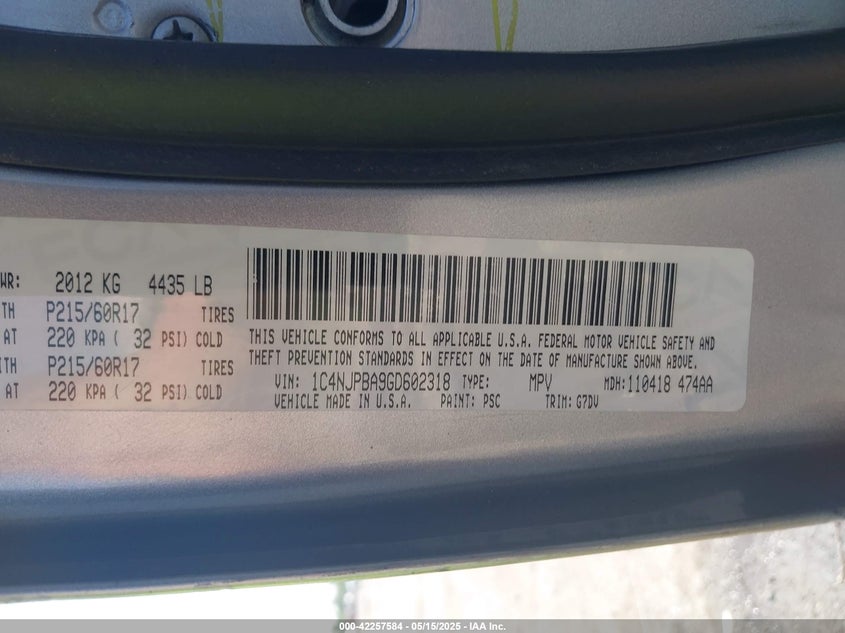 WR: 2012 KG 4435 LB
TH P215/60R17 TIRES
AT 220 KPA ( 32 PSI) COLD
ITH P215/60R17 TIRES
AT 220 KPA ( 32 PSI) COLD
THIS VEHICLE CONFORMS TO ALL APPLICABLE U.S.A. FEDERAL MOTOR VEHICLE SAFETY AND
THEFT PREVENTION STANDARDS IN EFFECT ON THE DATE OF MANUFACTURE SHOWN ABOVE.
VIN: 1C4NJPBA9GD602318 TYPE: MPV MDH:110418 474AA
VEHICLE MADE IN U.S.A. PAINT: PSC TRIM: G7DV
000-42257584 - 05/15/2025 - IAA Inc.